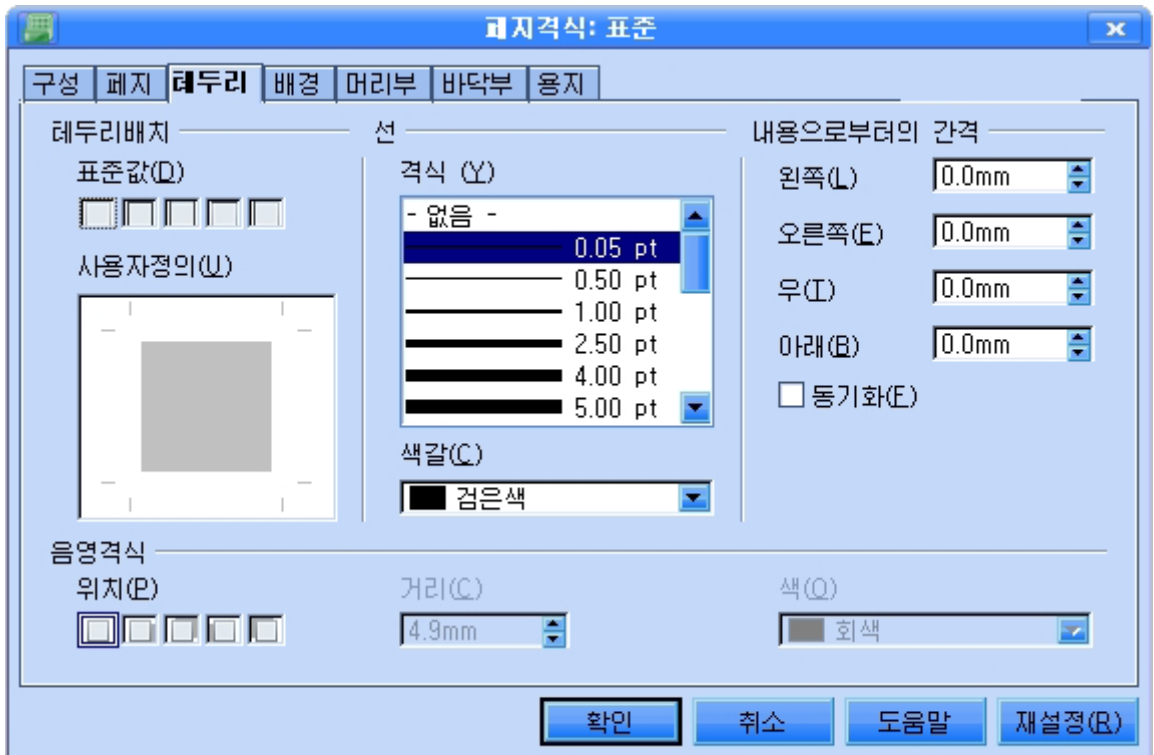 페지격식: 표준
구성 페지 테두리 배경 머리부 바닥부 용지
테두리배치
표준값(D)
사용자정의(U)
선
격식 (Y)
- 없음 -
0.05 pt
0.50 pt
1.00 pt
2.50 pt
4.00 pt
5.00 pt
색갈(C)
검은색
내용으로부터의 간격
왼쪽(L) 0.0mm
오른쪽(E) 0.0mm
우(T) 0.0mm
아래(B) 0.0mm
동기화(F)
음영격식
위치(P)
거리(C)
4.9mm
색(O)
회색
확인 취소 도움말 재설정(R)